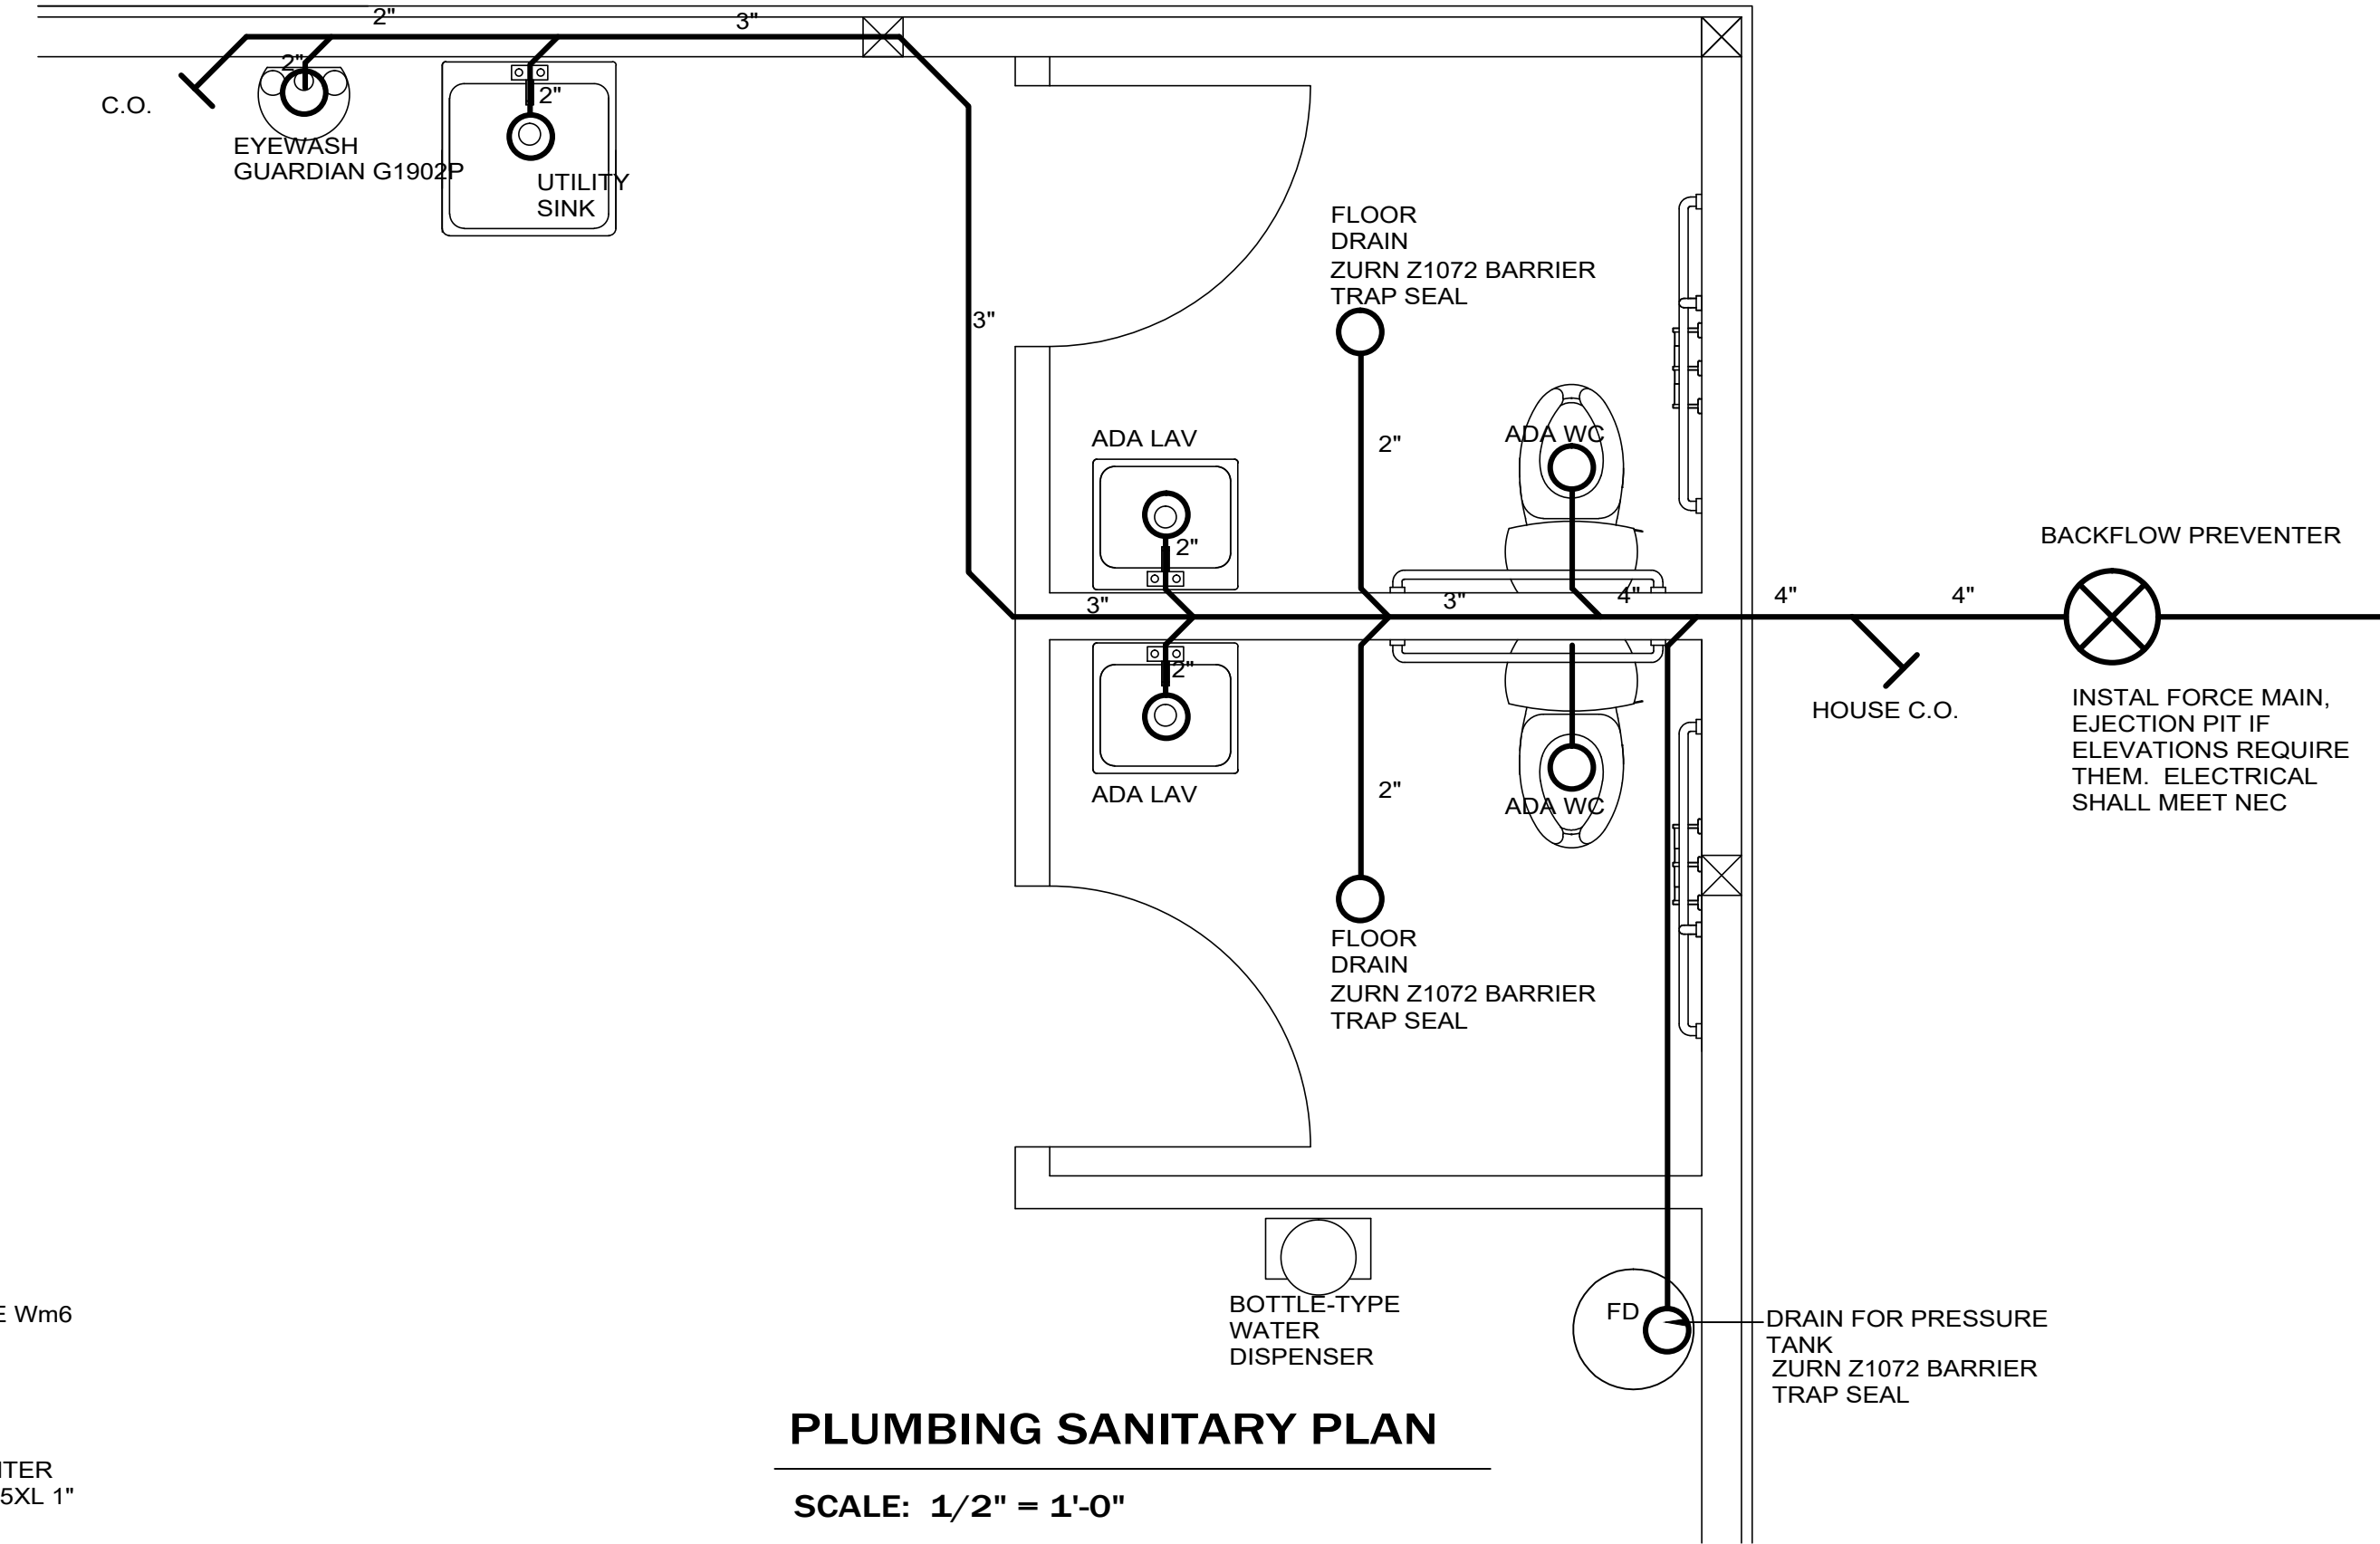 2"
3"
2"
C.O.
2"
EYEWASH
GUARDIAN G1902P
UTILITY
SINK
FLOOR
DRAIN
ZURN Z1072 BARRIER
TRAP SEAL
3"
ADA LAV
2"
ADA WC
2"
BACKFLOW PREVENTER
3"
3"
4"
4"
4"
2"
HOUSE C.O.
INSTAL FORCE MAIN,
EJECTION PIT IF
ELEVATIONS REQUIRE
THEM. ELECTRICAL
SHALL MEET NEC
ADA LAV
2"
ADA WC
FLOOR
DRAIN
ZURN Z1072 BARRIER
TRAP SEAL
E Wm6
BOTTLE-TYPE
WATER
DISPENSER
FD
DRAIN FOR PRESSURE
TANK
ZURN Z1072 BARRIER
TRAP SEAL
PLUMBING SANITARY PLAN
SCALE: 1/2" = 1'-0"
TER
5XL 1"